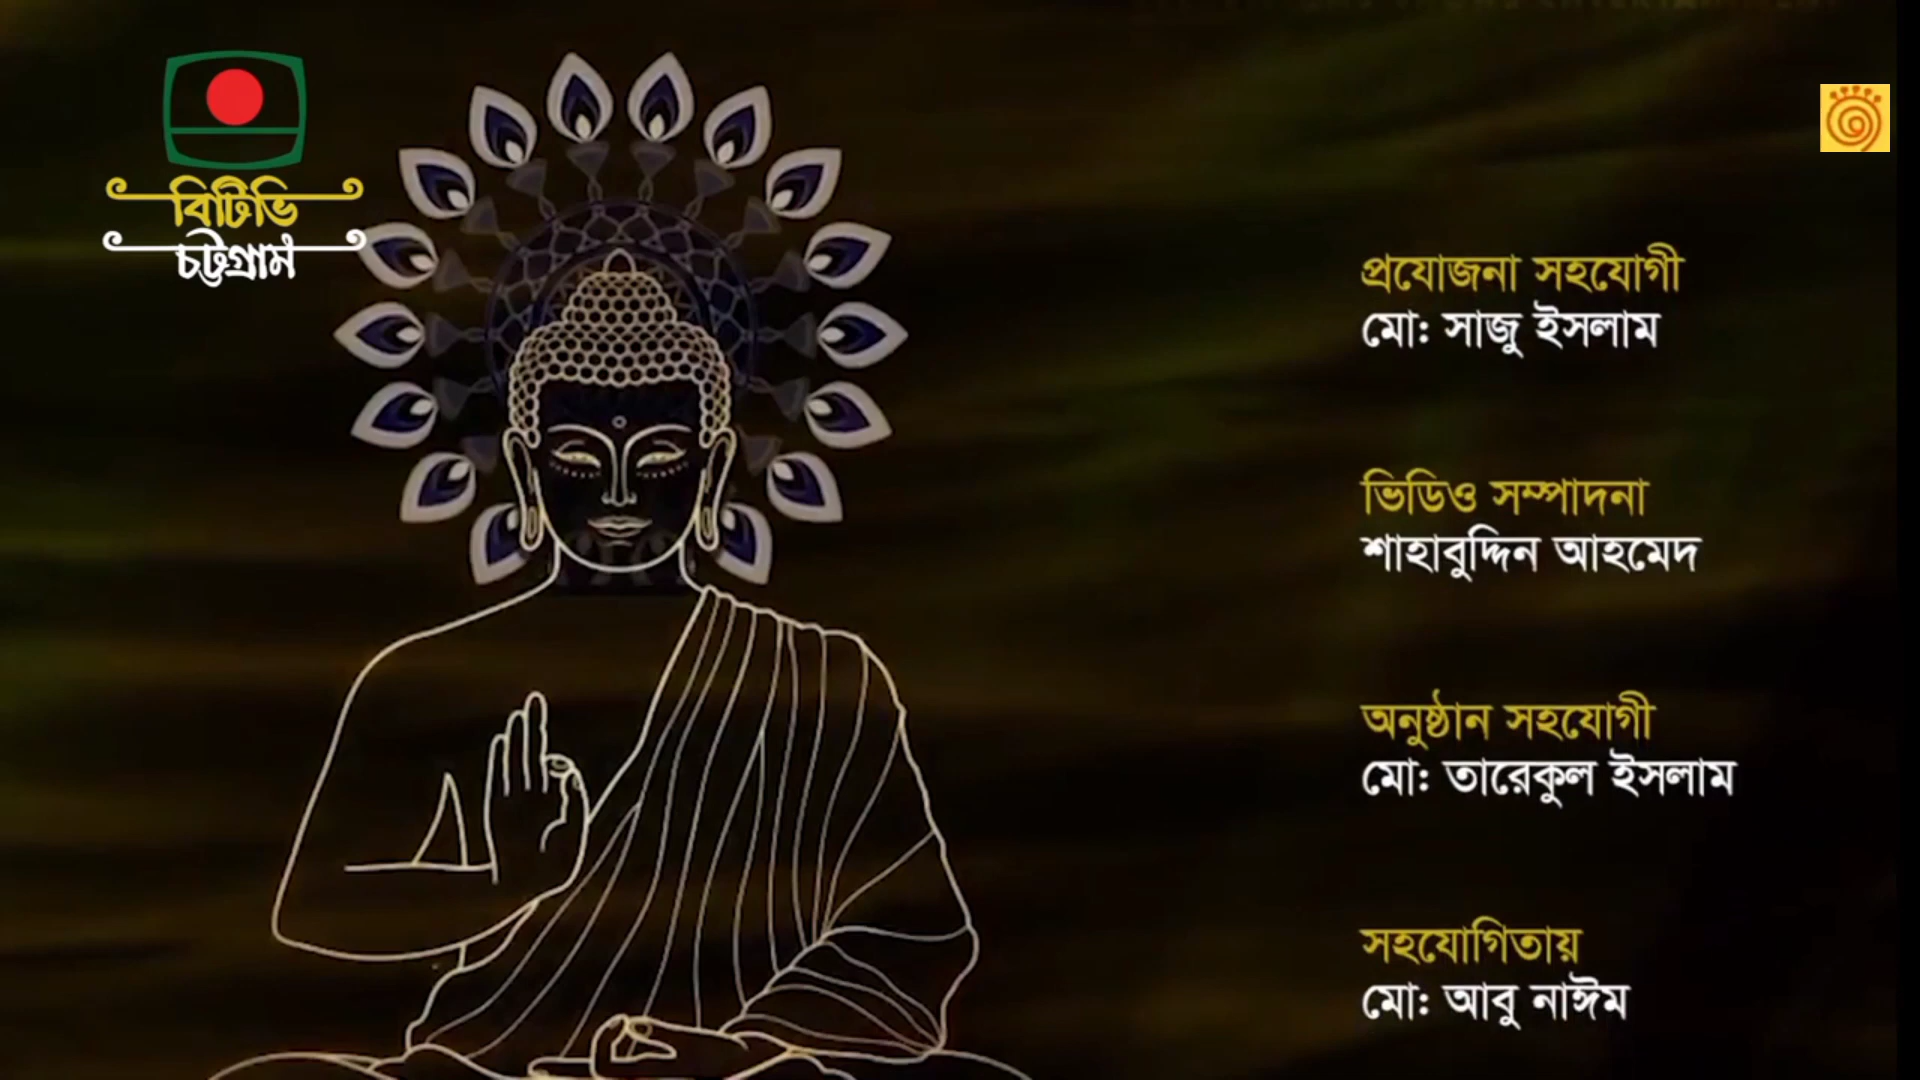 বিটিভি
চট্টগ্রাম
প্রযোজনা সহযোগী
মো: সাজু ইসলাম
ভিডিও সম্পাদনা
শাহাবুদ্দিন আহমেদ
অনুষ্ঠান সহযোগী
মো: তারেকুল ইসলাম
সহযোগিতায়
মো: আবু নাঈম